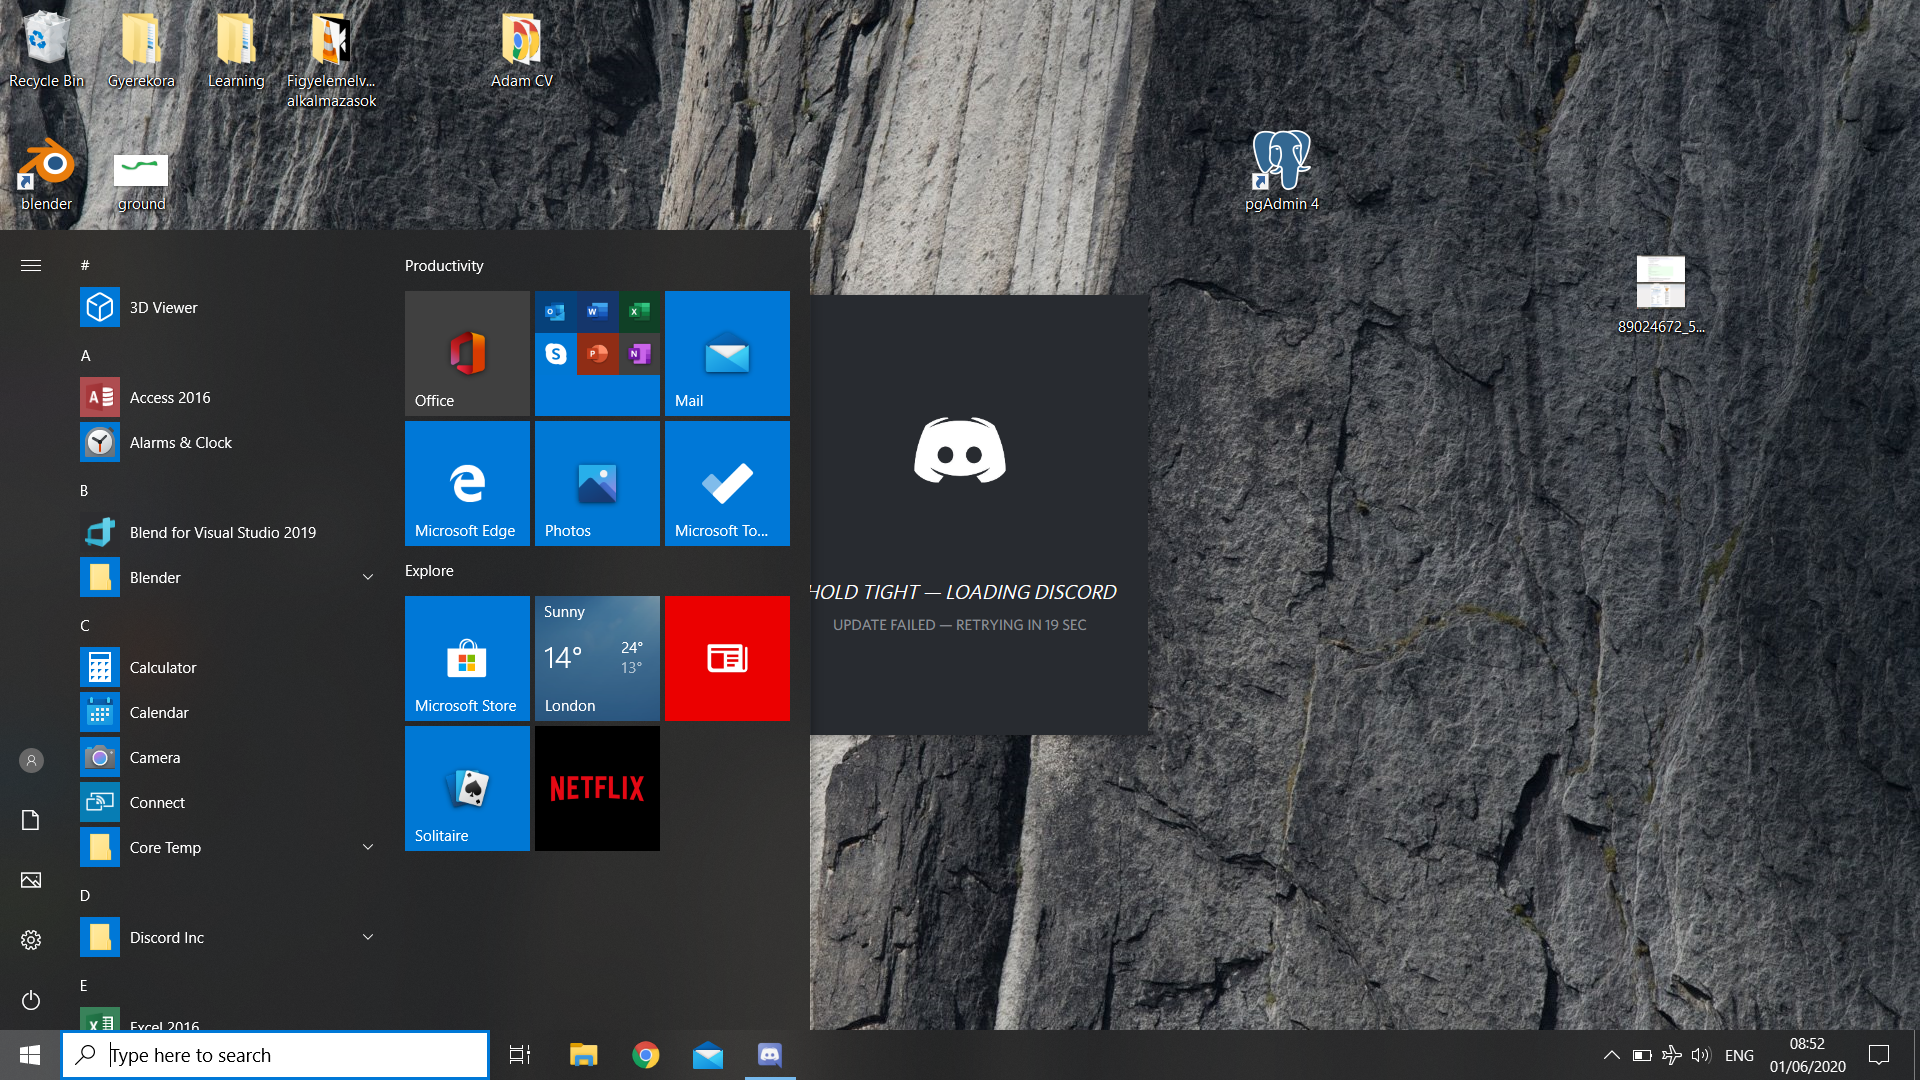 Recycle Bin
Gyerekora
Learning
Figyelemelv...
alkalmazasok
Adam CV
blender
ground
pgAdmin 4
89024672_5...
#
3D Viewer
A
Access 2016
Alarms & Clock
B
Blend for Visual Studio 2019
Blender
C
Calculator
Calendar
Camera
Connect
Core Temp
D
Discord Inc
E
Excel 2016
Productivity
Office
Mail
Microsoft Edge
Photos
Microsoft To...
Explore
Microsoft Store
Sunny
14°
24°
13°
London
Solitaire
NETFLIX
HOLD TIGHT — LOADING DISCORD
UPDATE FAILED — RETRYING IN 19 SEC
Type here to search
ENG
08:52
01/06/2020